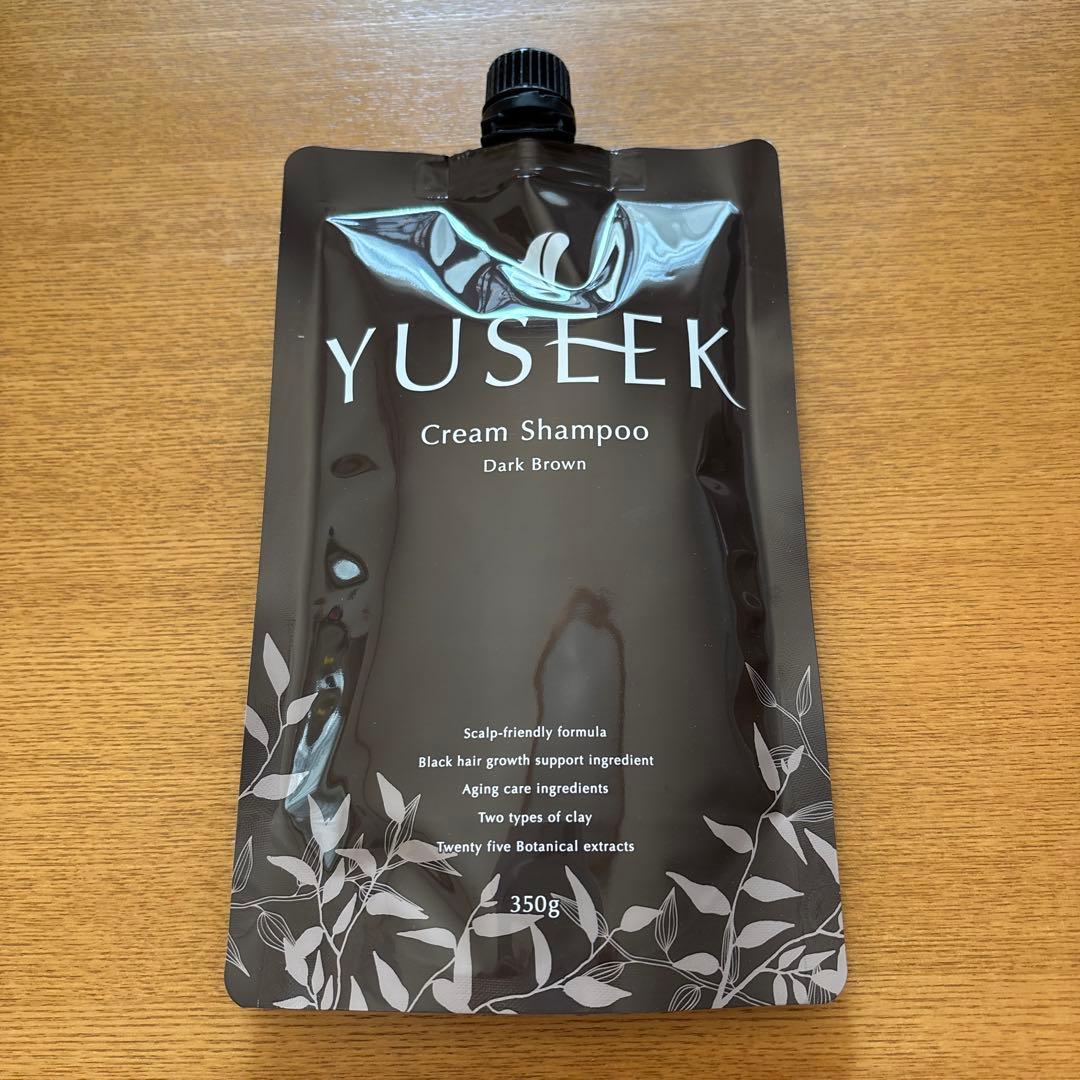 YUSEEK
Cream Shampoo
Dark Brown
Scalp-friendly formula
Black hair growth support ingredient
Aging care ingredients
Two types of clay
Twenty five Botanical extracts
350g